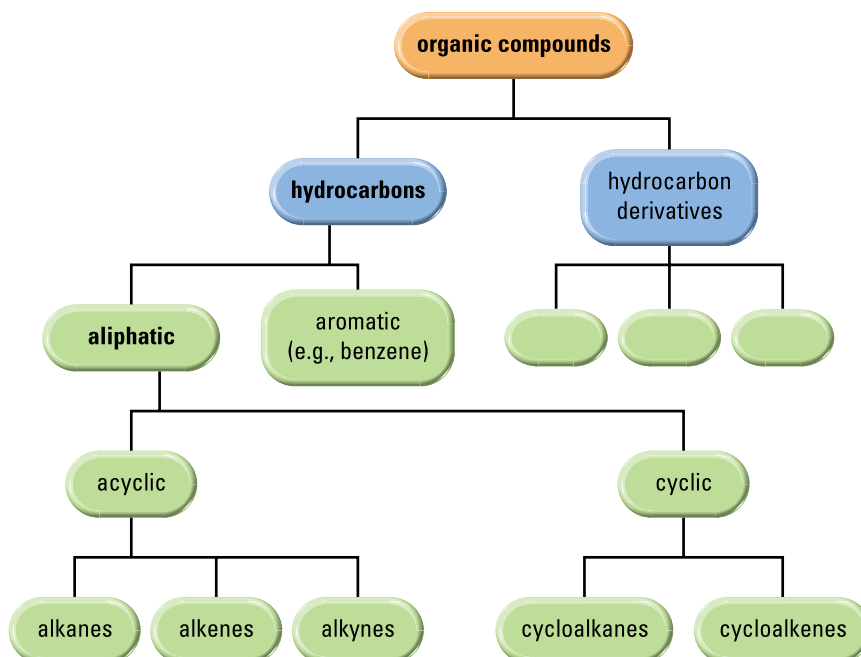 organic compounds
hydrocarbons
hydrocarbon
derivatives
aliphatic
aromatic
(e.g., benzene)
acyclic
cyclic
alkanes
alkenes
alkynes
cycloalkanes
cycloalkenes